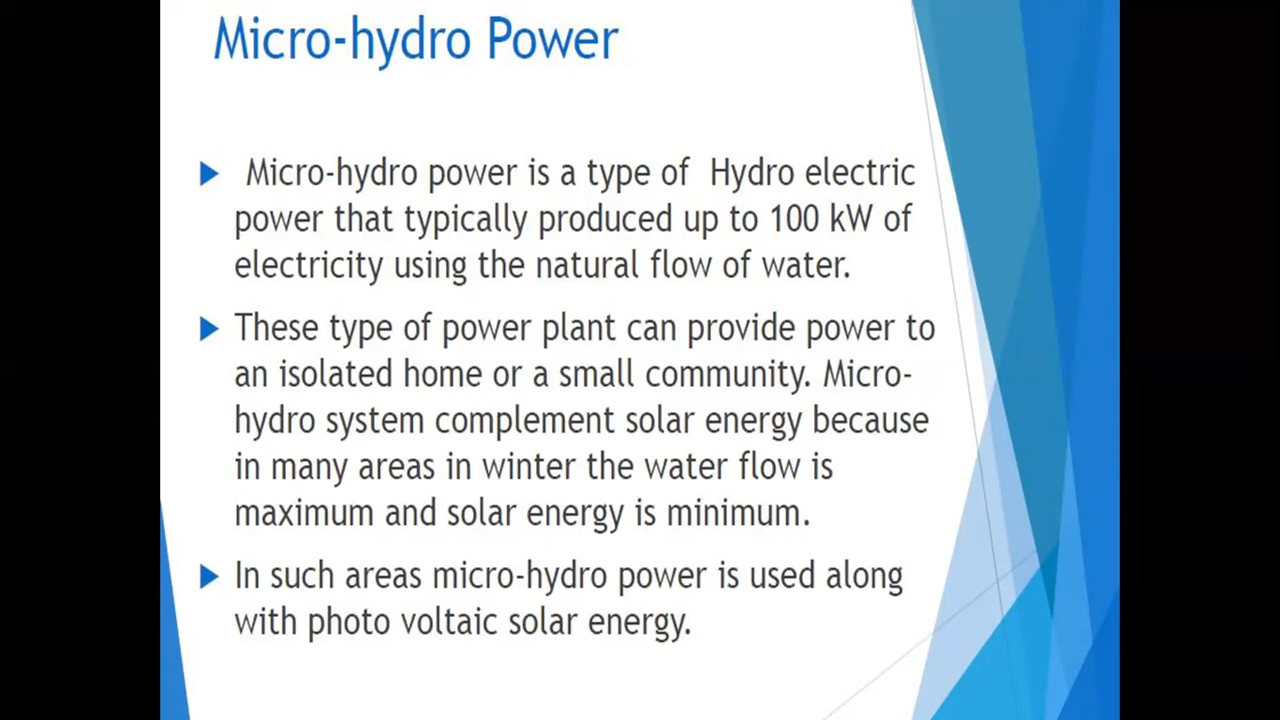 Micro-hydro Power
Micro-hydro power is a type of Hydro electric
power that typically produced up to 100 kW of
electricity using the natural flow of water.
These type of power plant can provide power to
an isolated home or a small community. Micro-
hydro system complement solar energy because
in many areas in winter the water flow is
maximum and solar energy is minimum.
In such areas micro-hydro power is used along
with photo voltaic solar energy.